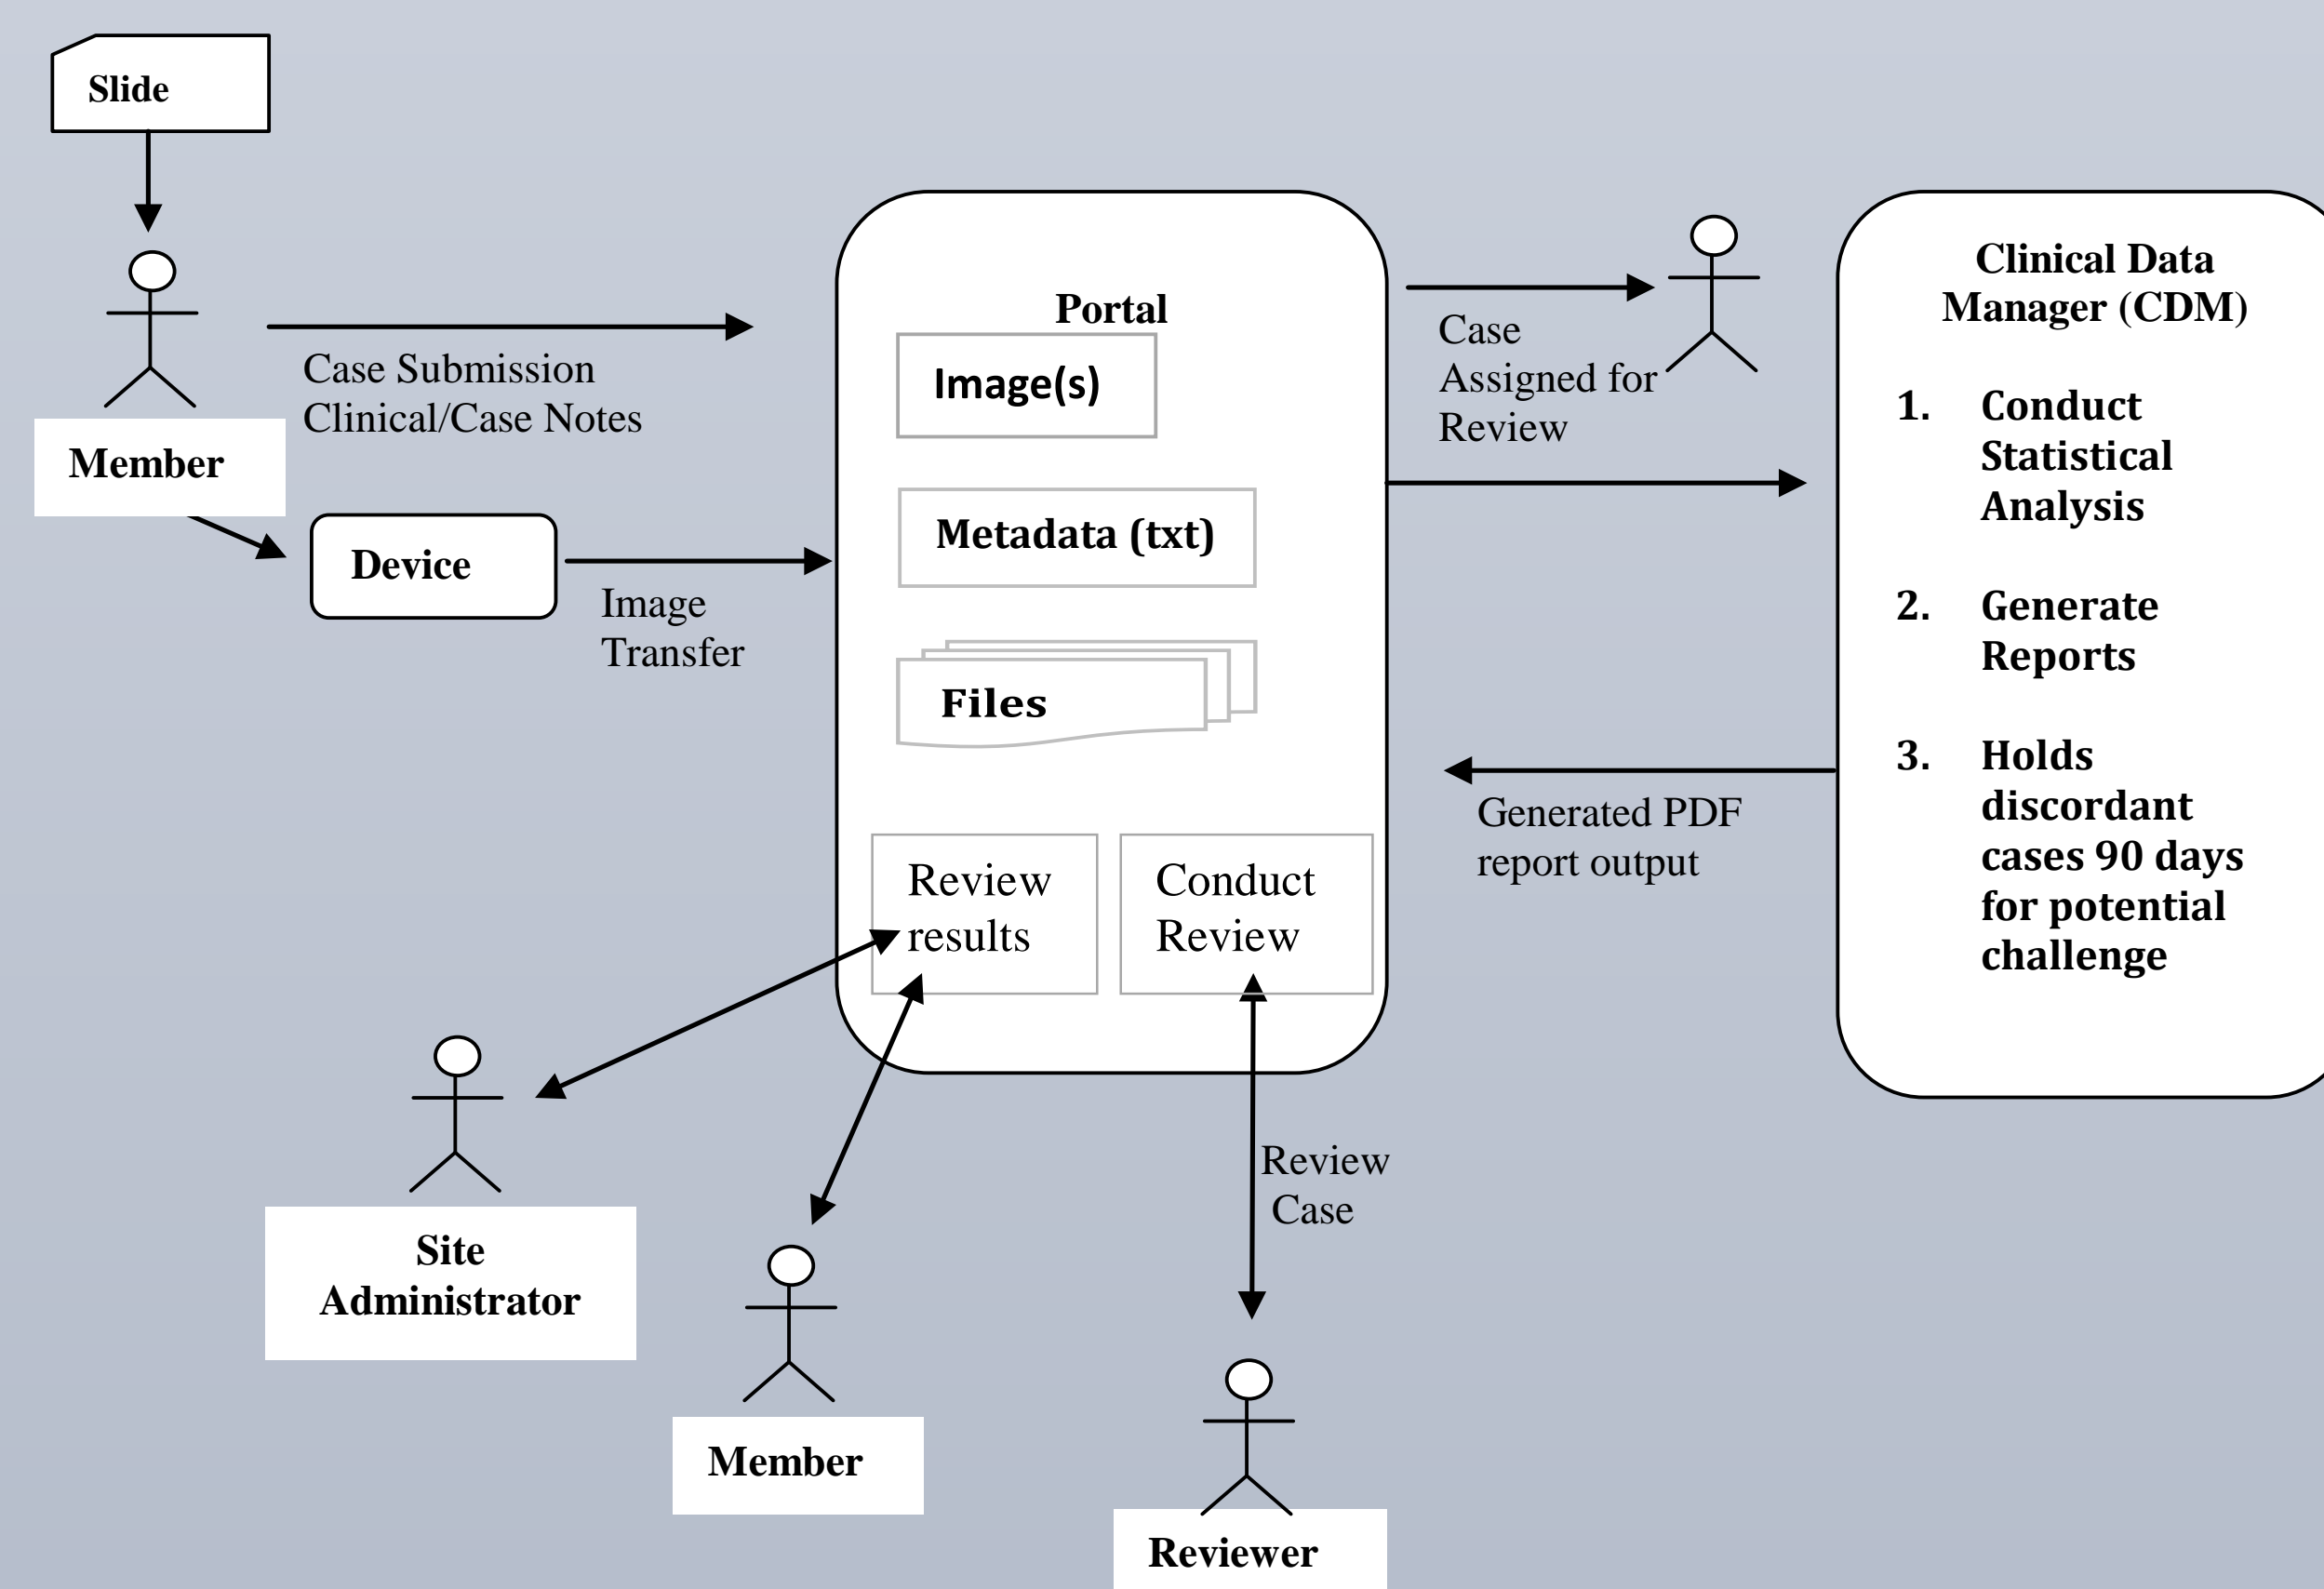 Slide
Member
Case Submission
Clinical/Case Notes
Device
Image
Transfer
Portal
Image(s)
Metadata (txt)
Files
Review
results
Conduct
Review
Case
Assigned for
Review
Clinical Data
Manager (CDM)
1. Conduct
Statistical
Analysis
2. Generate
Reports
3. Holds
discordant
cases 90 days
for potential
challenge
Generated PDF
report output
Site
Administrator
Member
Review
Case
Reviewer